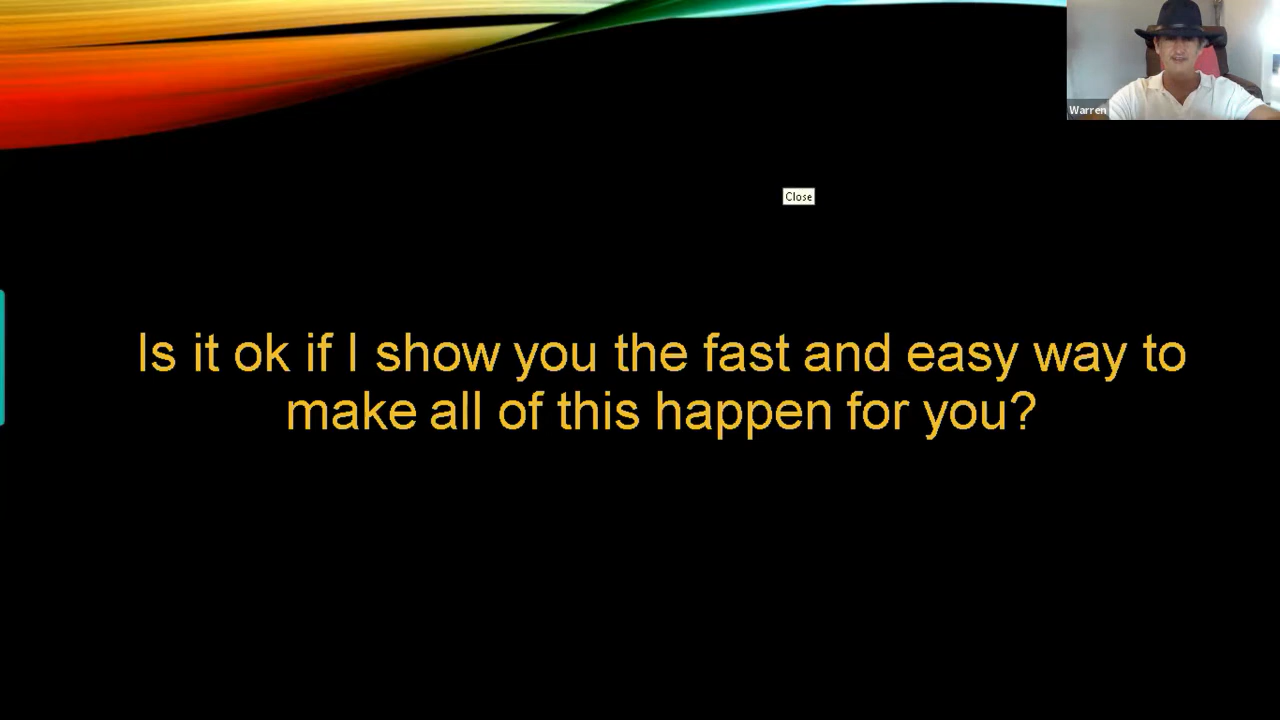 Warren
Close
Is it ok if I show you the fast and easy way to
make all of this happen for you?